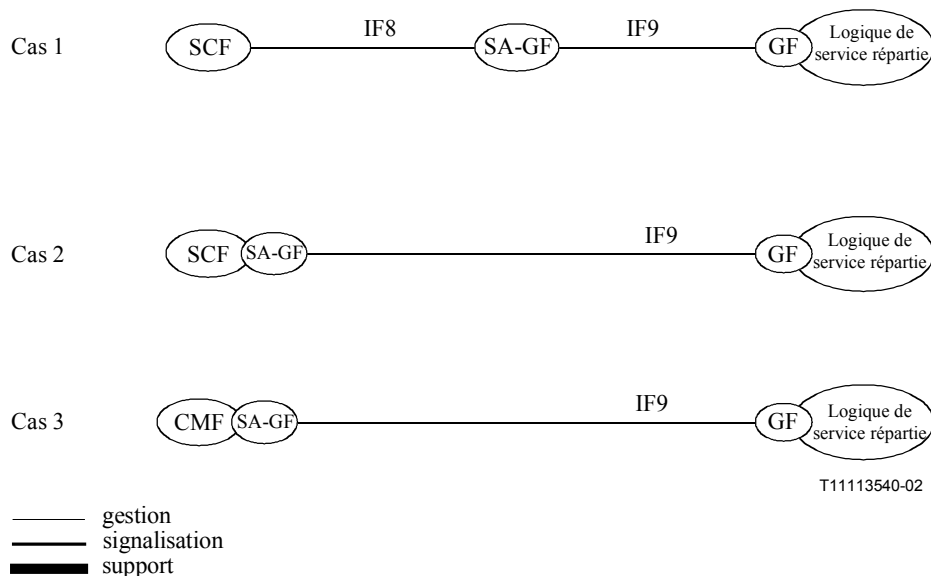 Cas 1 SCF IF8 SA-GF IF9 GF Logique de
service répartie
Cas 2 SCF SA-GF IF9 GF Logique de
service répartie
Cas 3 CMF SA-GF IF9 GF Logique de
service répartie
T11113540-02
gestion
signalisation
support